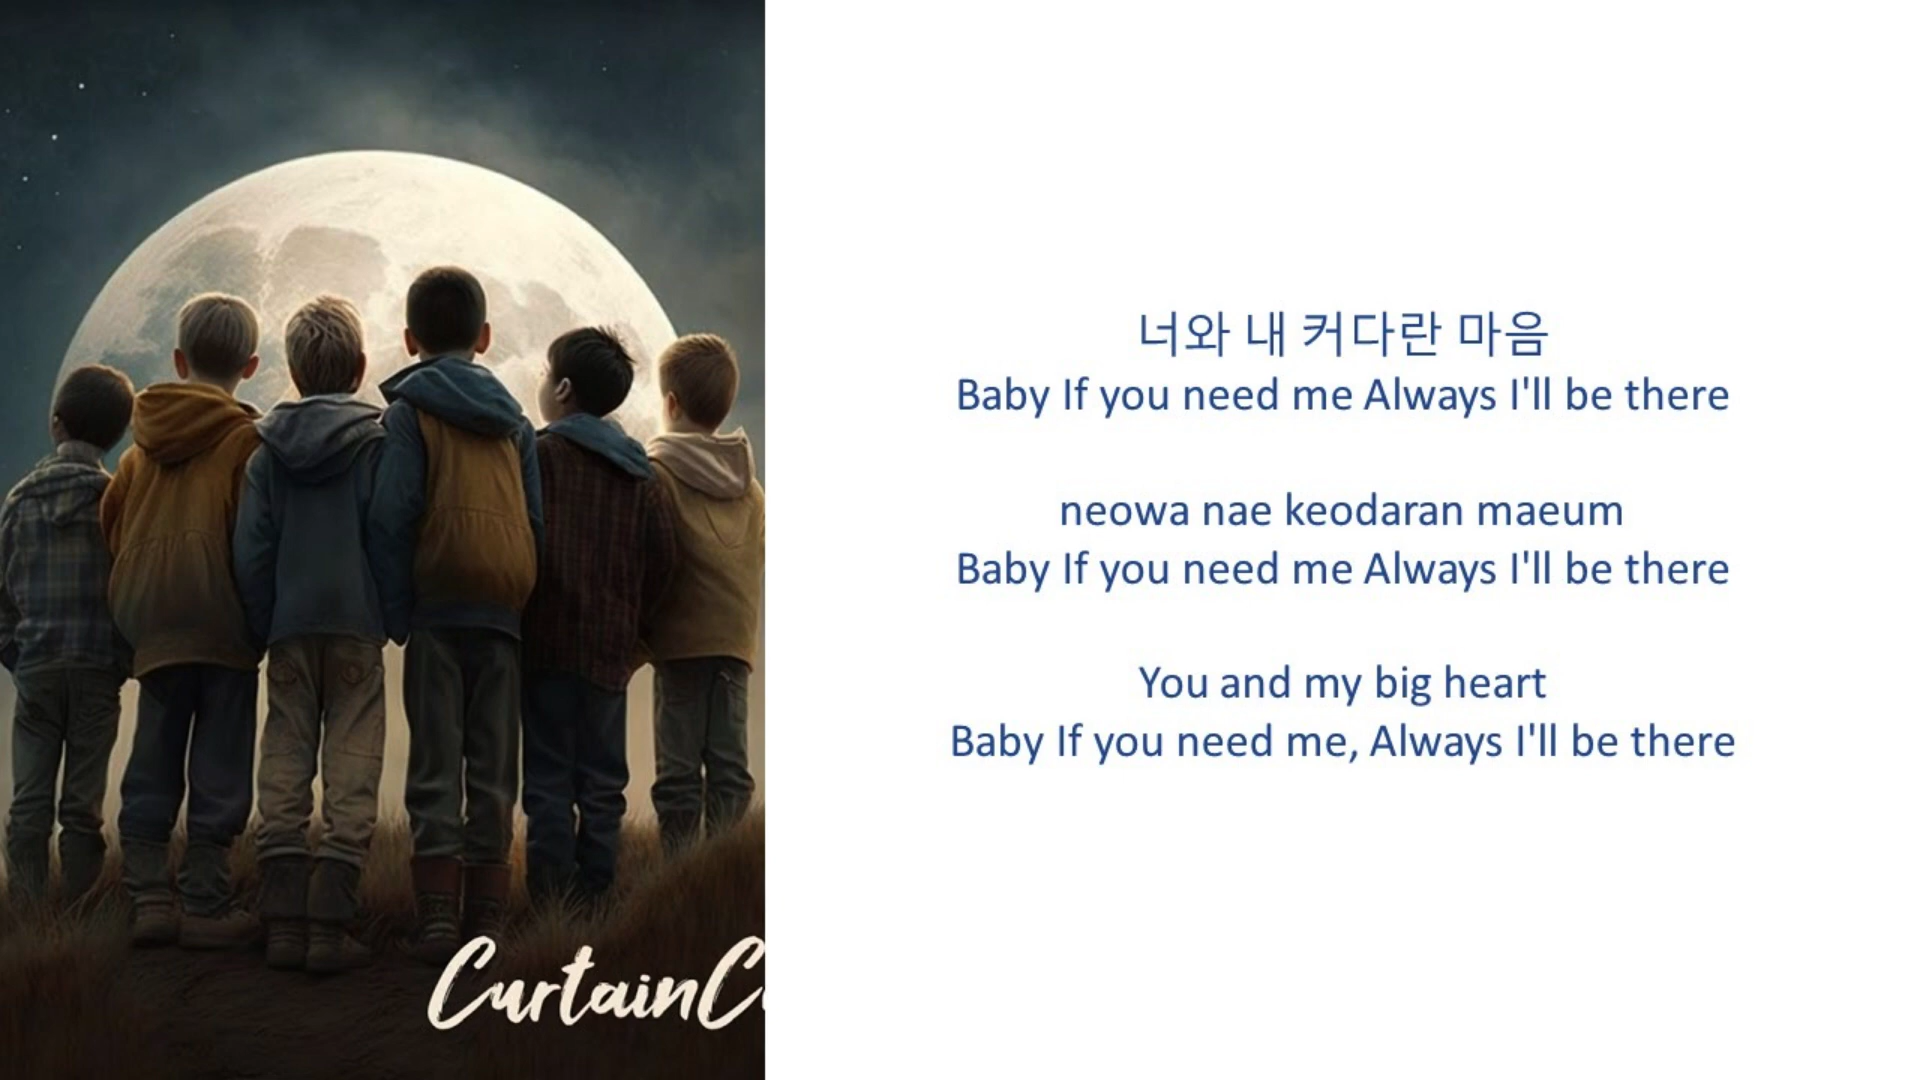 너와 내 커다란 마음
Baby If you need me Always I'll be there
neowa nae keodaran maeum
Baby If you need me Always I'll be there
You and my big heart
Baby If you need me, Always I'll be there
CurtainC